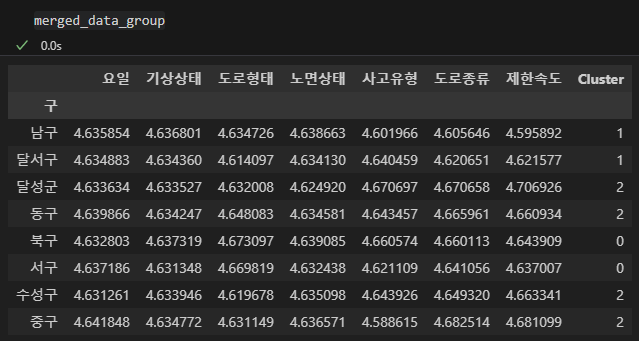 merged_data_group
0.0s
요일 기상상태 도로형태 노면상태 사고유형 도로종류 제한속도 Cluster
구
남구 4.635854 4.636801 4.634726 4.638663 4.601966 4.605646 4.595892 1
달서구 4.634883 4.634360 4.614097 4.634130 4.640459 4.620651 4.621577 1
달성군 4.633634 4.633527 4.632008 4.624920 4.670697 4.670658 4.706926 2
동구 4.639866 4.634247 4.648083 4.634581 4.643457 4.665961 4.660934 2
북구 4.632803 4.637319 4.673097 4.639085 4.660574 4.660113 4.643909 0
서구 4.637186 4.631348 4.669819 4.632438 4.621109 4.641056 4.637007 0
수성구 4.631261 4.633946 4.619678 4.635098 4.643926 4.649320 4.663341 2
중구 4.641848 4.634772 4.631149 4.636571 4.588615 4.682514 4.681099 2